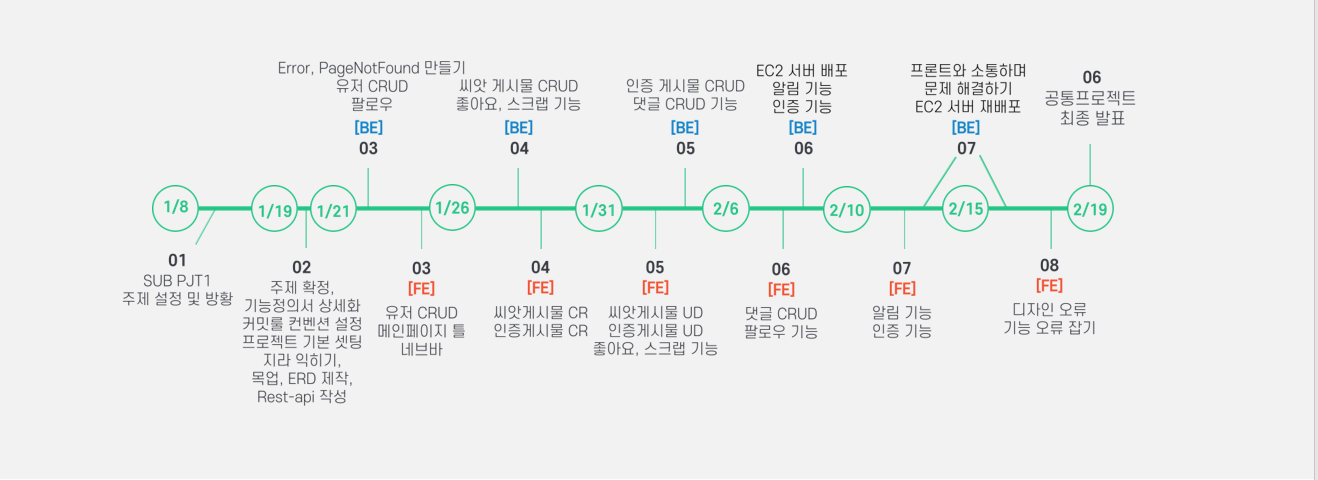 Error, PageNotFound 만들기
유저 CRUD
팔로우
[BE]
03
씨앗 게시물 CRUD
좋아요, 스크랩 기능
[BE]
04
인증 게시물 CRUD
댓글 CRUD 기능
[BE]
05
EC2 서버 배포
알림 기능
인증 기능
[BE]
06
프론트와 소통하며
문제 해결하기
EC2 서버 재배포
[BE]
07
06
공통프로젝트
최종 발표
1/8
1/19
1/21
1/26
1/31
2/6
2/10
2/15
2/19
01
SUB PJT1
주제 설정 및 방황
02
주제 확정,
기능정의서 상세화
커밋룰 컨벤션 설정
프로젝트 기본 셋팅
지라 익히기,
목업, ERD 제작,
Rest-api 작성
03
[FE]
유저 CRUD
메인페이지 틀
네브바
04
[FE]
씨앗게시물 CR
인증게시물 CR
05
[FE]
씨앗게시물 UD
인증게시물 UD
좋아요, 스크랩 기능
06
[FE]
댓글 CRUD
팔로우 기능
07
[FE]
알림 기능
인증 기능
08
[FE]
디자인 오류
기능 오류 잡기